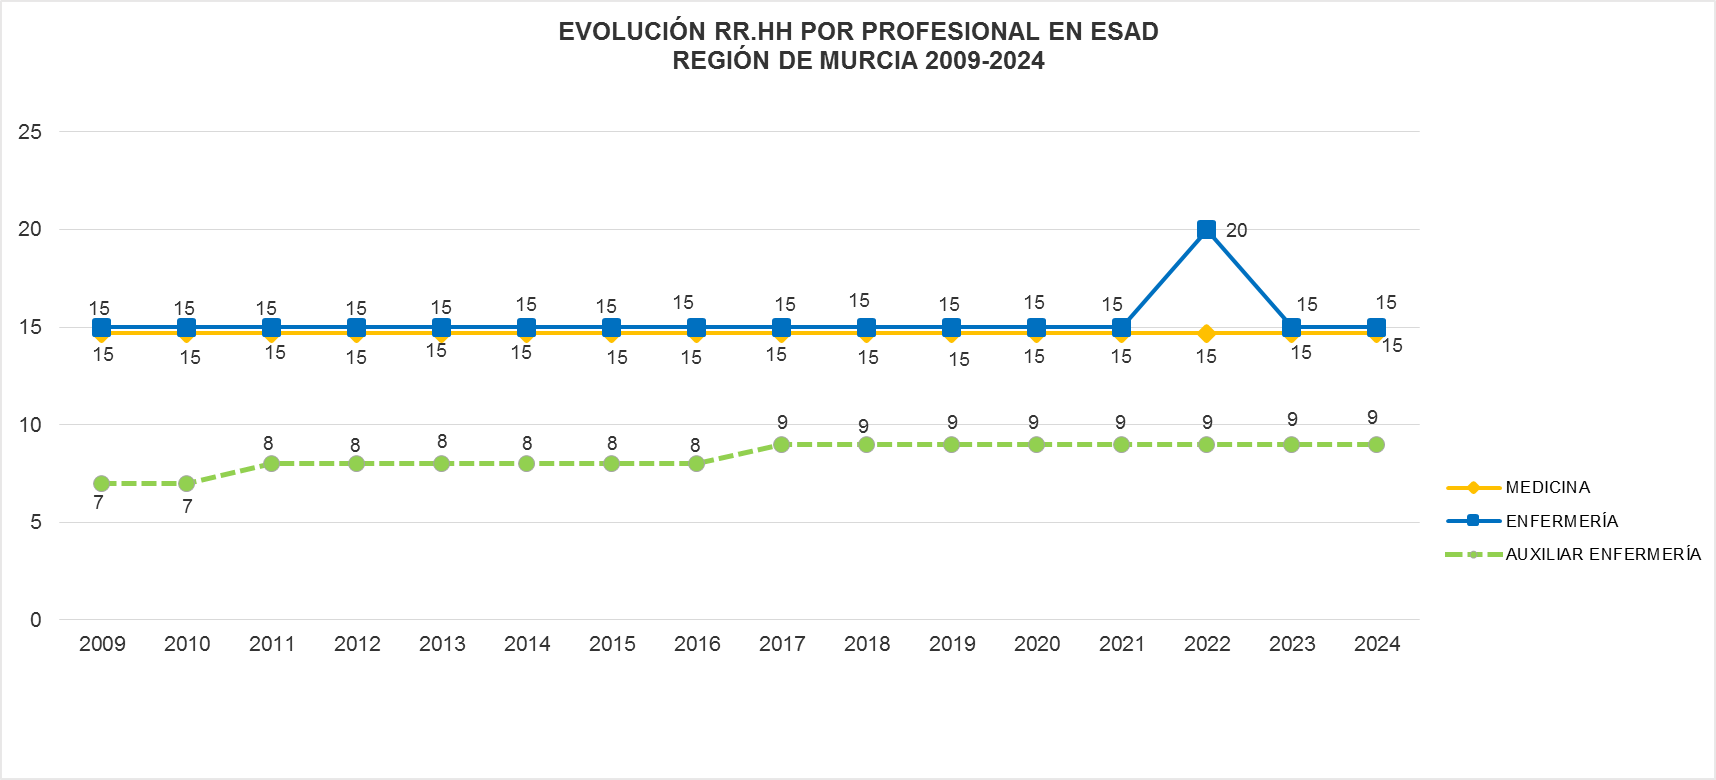 EVOLUCIÓN RR.HH POR PROFESIONAL EN ESAD
REGIÓN DE MURCIA 2009-2024
25
20
20
15 15 15 15 15 15 15 15 15 15 15 15 15 15 15
15
15 15 15 15 15 15 15 15 15 15 15 15 15 15 15 15
10
9 9 9 9 9 9 9 9
8 8 8 8 8 8
7 7
MEDICINA
5
ENFERMERÍA
AUXILIAR ENFERMERÍA
0
2009 2010 2011 2012 2013 2014 2015 2016 2017 2018 2019 2020 2021 2022 2023 2024